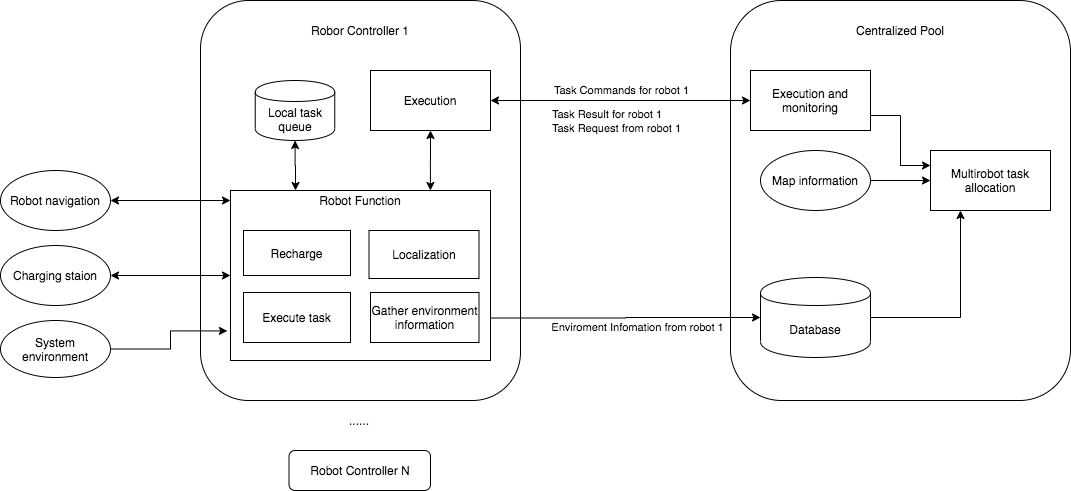 Robot Controller 1
Centralized Pool
Local task
queue
Execution
Task Commands for robot 1
Task Result for robot 1
Task Request from robot 1
Execution and
monitoring
Map information
Multirobot task
allocation
Robot navigation
Robot Function
Recharge
Localization
Charging staion
Execute task
Gather environment
information
System
environment
Enviroment Infomation from robot 1
Database
......
Robot Controller N